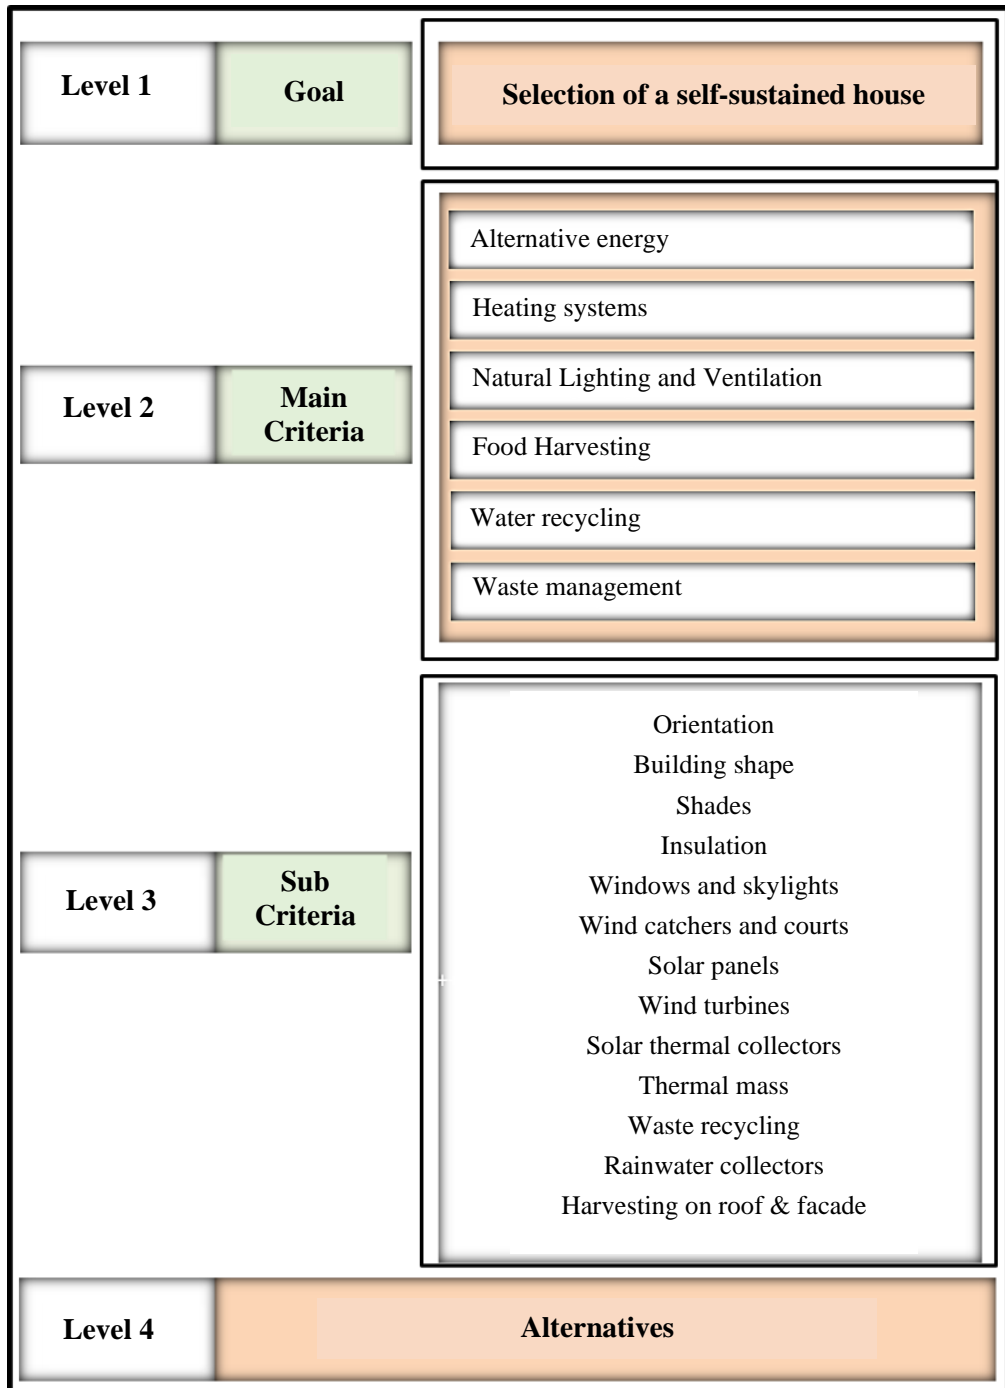 Level 1
Goal
Selection of a self-sustained house
Level 2
Main
Criteria
Alternative energy
Heating systems
Natural Lighting and Ventilation
Food Harvesting
Water recycling
Waste management
Level 3
Sub
Criteria
Orientation
Building shape
Shades
Insulation
Windows and skylights
Wind catchers and courts
Solar panels
Wind turbines
Solar thermal collectors
Thermal mass
Waste recycling
Rainwater collectors
Harvesting on roof & facade
Level 4
Alternatives